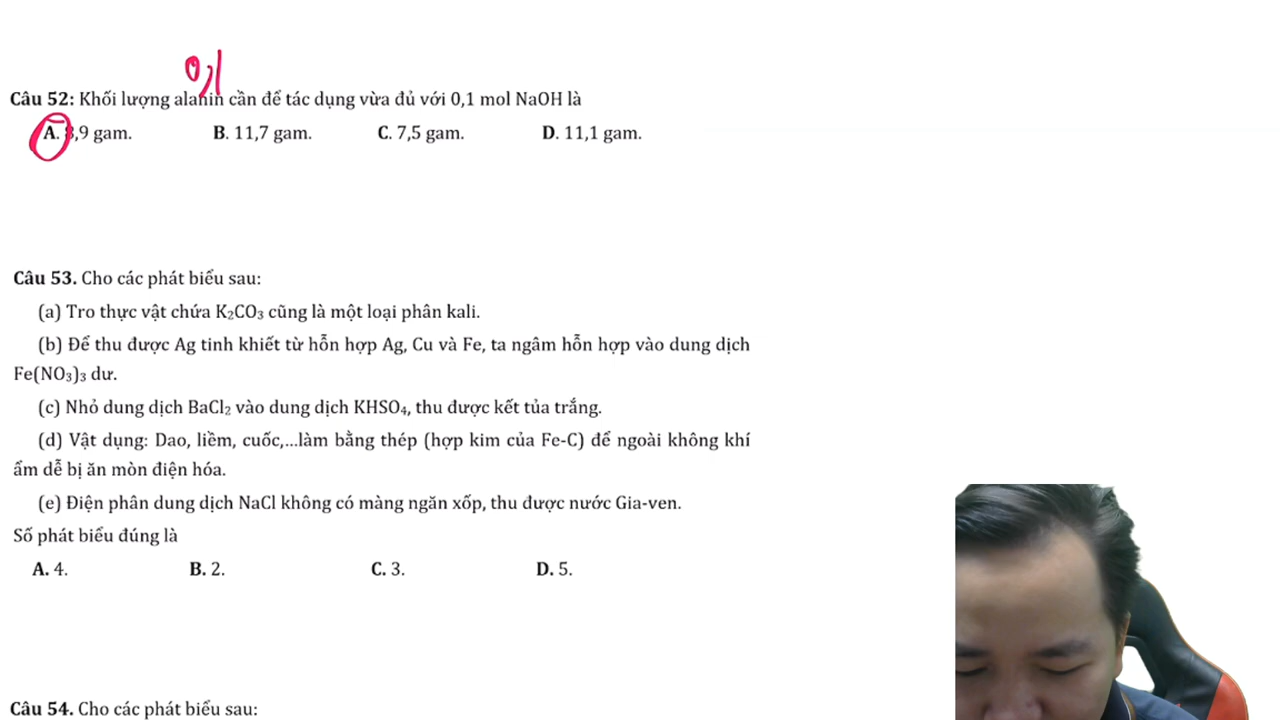 0,1
Câu 52: Khối lượng alanin cần để tác dụng vừa đủ với 0,1 mol NaOH là
A. 8,9 gam. B. 11,7 gam. C. 7,5 gam. D. 11,1 gam.
Câu 53. Cho các phát biểu sau:
(a) Tro thực vật chứa K₂CO₃ cũng là một loại phân kali.
(b) Để thu được Ag tinh khiết từ hỗn hợp Ag, Cu và Fe, ta ngâm hỗn hợp vào dung dịch
Fe(NO₃)₃ dư.
(c) Nhỏ dung dịch BaCl₂ vào dung dịch KHSO₄, thu được kết tủa trắng.
(d) Vật dụng: Dao, liềm, cuốc,...làm bằng thép (hợp kim của Fe-C) để ngoài không khí
ẩm dễ bị ăn mòn điện hóa.
(e) Điện phân dung dịch NaCl không có màng ngăn xốp, thu được nước Gia-ven.
Số phát biểu đúng là
A. 4. B. 2. C. 3. D. 5.
Câu 54. Cho các phát biểu sau: